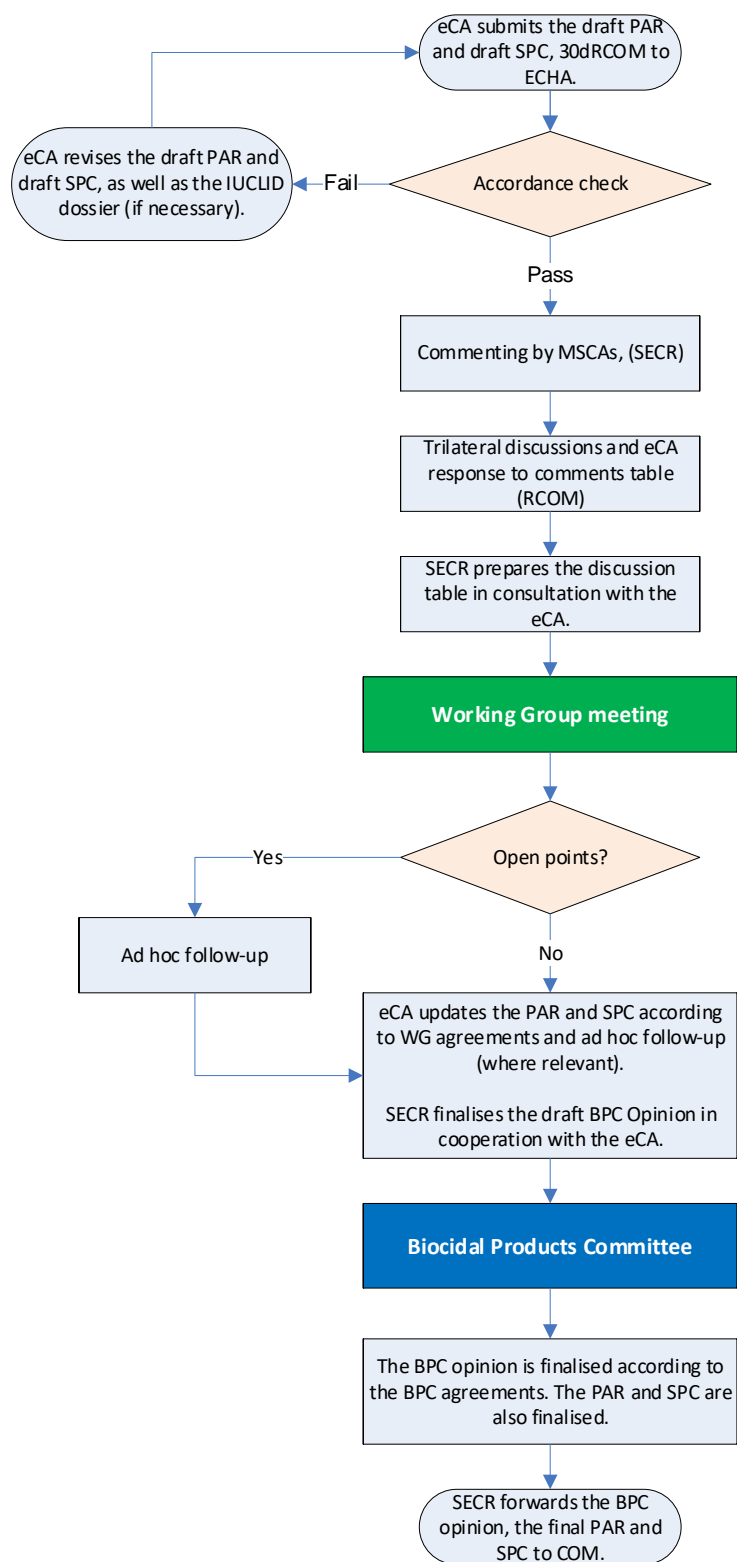 eCA submits the draft PAR
and draft SPC, 30dRCOM to
ECHA.
eCA revises the draft PAR and
draft SPC, as well as the IUCLID
dossier (if necessary).
Fail
Accordance check
Pass
Commenting by MSCAs, (SECR)
Trilateral discussions and eCA
response to comments table
(RCOM)
SECR prepares the discussion
table in consultation with the
eCA.
Working Group meeting
Yes
Open points?
Ad hoc follow-up
No
eCA updates the PAR and SPC according
to WG agreements and ad hoc follow-up
(where relevant).
SECR finalises the draft BPC Opinion in
cooperation with the eCA.
Biocidal Products Committee
The BPC opinion is finalised according to
the BPC agreements. The PAR and SPC are
also finalised.
SECR forwards the BPC
opinion, the final PAR and
SPC to COM.